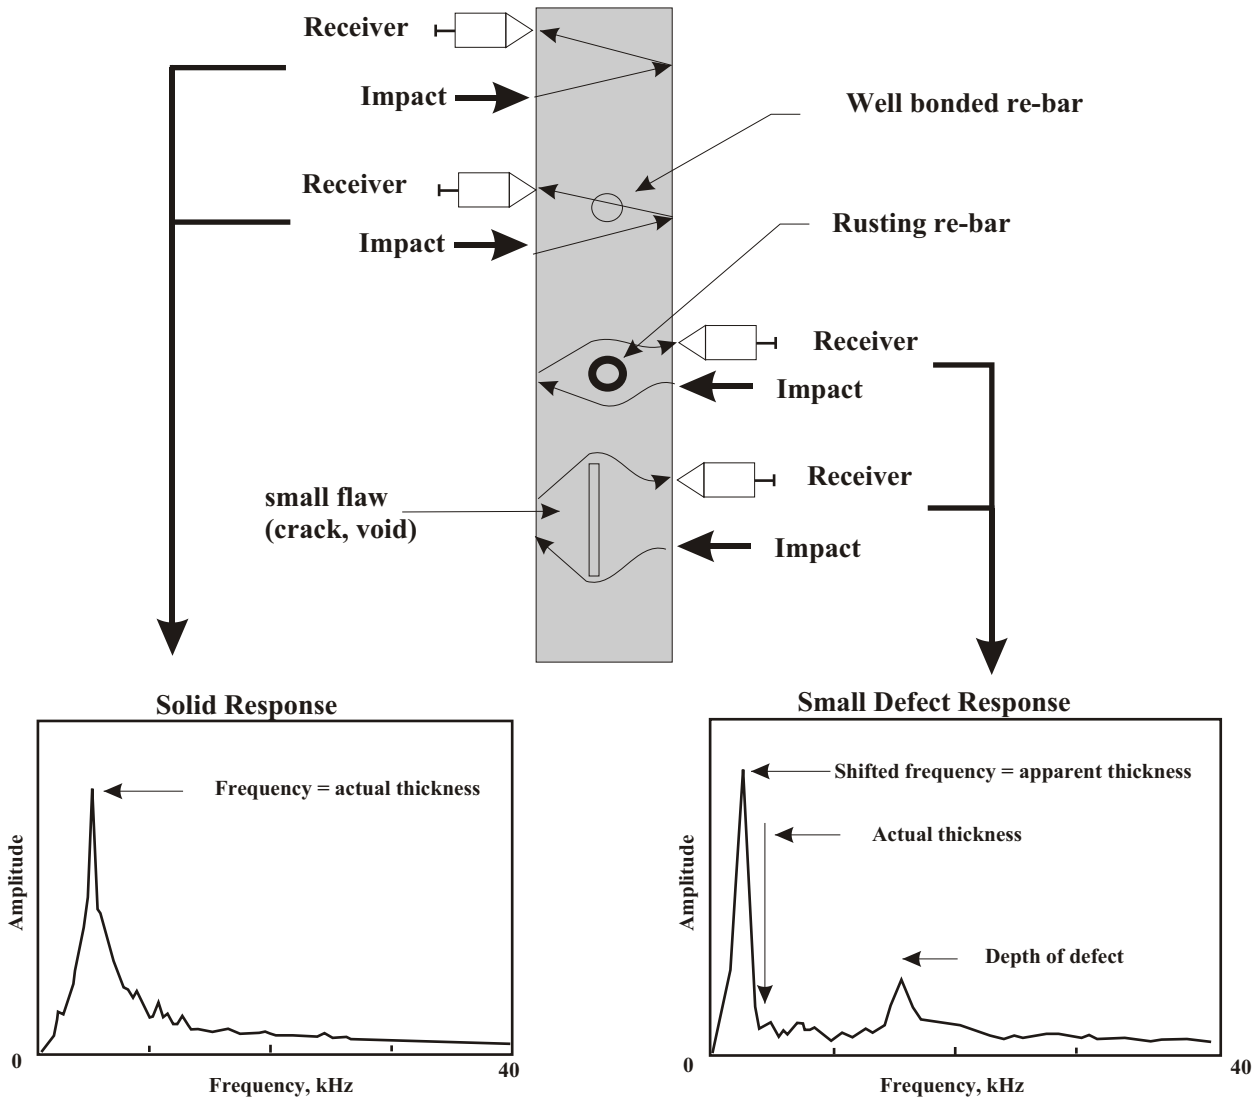 Receiver
Impact
Well bonded re-bar
Receiver
Rusting re-bar
Impact
Receiver
Impact
Receiver
small flaw
(crack, void)
Impact
Solid Response
Frequency = actual thickness
Amplitude
0
40
Frequency, kHz
Small Defect Response
Shifted frequency = apparent thickness
Actual thickness
Depth of defect
Amplitude
0
40
Frequency, kHz